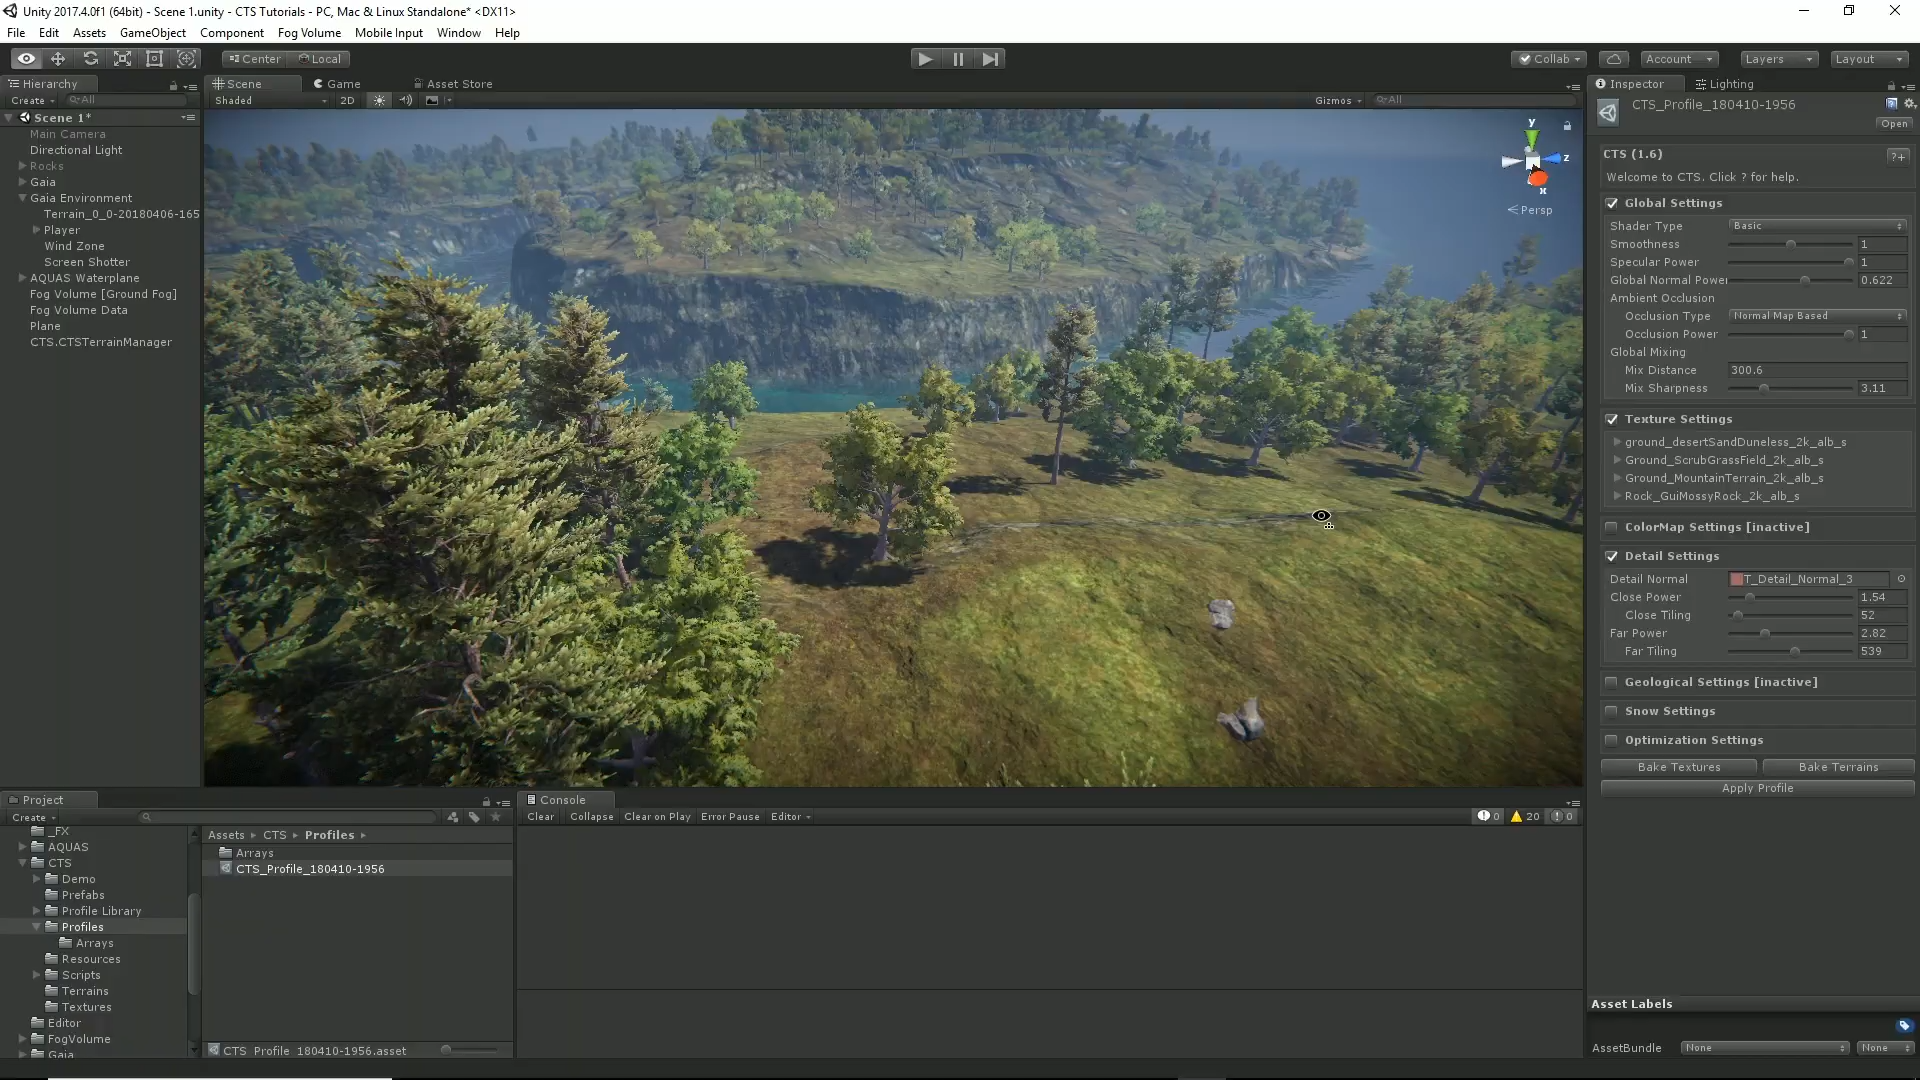 Unity 2017.4.0f1 (64bit) - Scene 1.unity - CTS Tutorials - PC, Mac & Linux Standalone* <DX11>
File Edit Assets GameObject Component Fog Volume Mobile Input Window Help
Center Local Collab Account Layers Layout
Hierarchy
Create All
Scene 1*
Main Camera
Directional Light
Rocks
Gaia
Gaia Environment
Terrain_0_0-20180406-165
Player
Wind Zone
Screen Shotter
AQUAS Waterplane
Fog Volume [Ground Fog]
Fog Volume Data
Plane
CTS.CTSTerrainManager
Scene Game Asset Store
Shaded 2D Gizmos All
y
z
x
Persp
Inspector Lighting
CTS_Profile_180410-1956
Open
CTS (1.6) ?+
Welcome to CTS. Click ? for help.
Global Settings
Shader Type Basic
Smoothness 1
Specular Power 1
Global Normal Power 0.622
Ambient Occlusion
Occlusion Type Normal Map Based
Occlusion Power 1
Global Mixing
Mix Distance 300.6
Mix Sharpness 3.11
Texture Settings
ground_desertSandDuneless_2k_alb_s
Ground_ScrubGrassField_2k_alb_s
Ground_MountainTerrain_2k_alb_s
Rock_GuiMossyRock_2k_alb_s
ColorMap Settings [inactive]
Detail Settings
Detail Normal T_Detail_Normal_3
Close Power 1.54
Close Tiling 52
Far Power 2.82
Far Tiling 539
Geological Settings [inactive]
Snow Settings
Optimization Settings
Bake Textures Bake Terrains
Apply Profile
Asset Labels
AssetBundle None None
Project
Create
_FX
AQUAS
CTS
Demo
Prefabs
Profile Library
Profiles
Arrays
Resources
Scripts
Terrains
Textures
Editor
FogVolume
Gaia
Assets CTS Profiles
Arrays
CTS_Profile_180410-1956
CTS_Profile_180410-1956.asset
Console
Clear Collapse Clear on Play Error Pause Editor 0 20 0